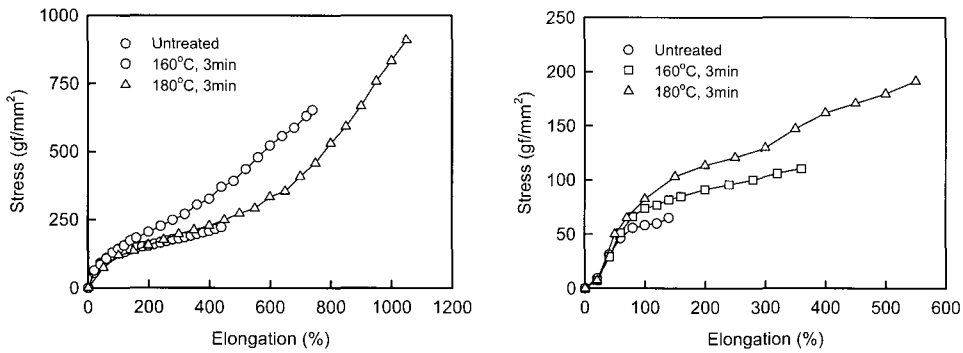 1000
750
500
250
0
Stress (gf/mm²)
Untreated
160°C, 3min
180°C, 3min
0 200 400 600 800 1000 1200
Elongation (%)
250
200
150
100
50
0
Stress (gf/mm²)
Untreated
160°C, 3min
180°C, 3min
0 100 200 300 400 500 600
Elongation (%)